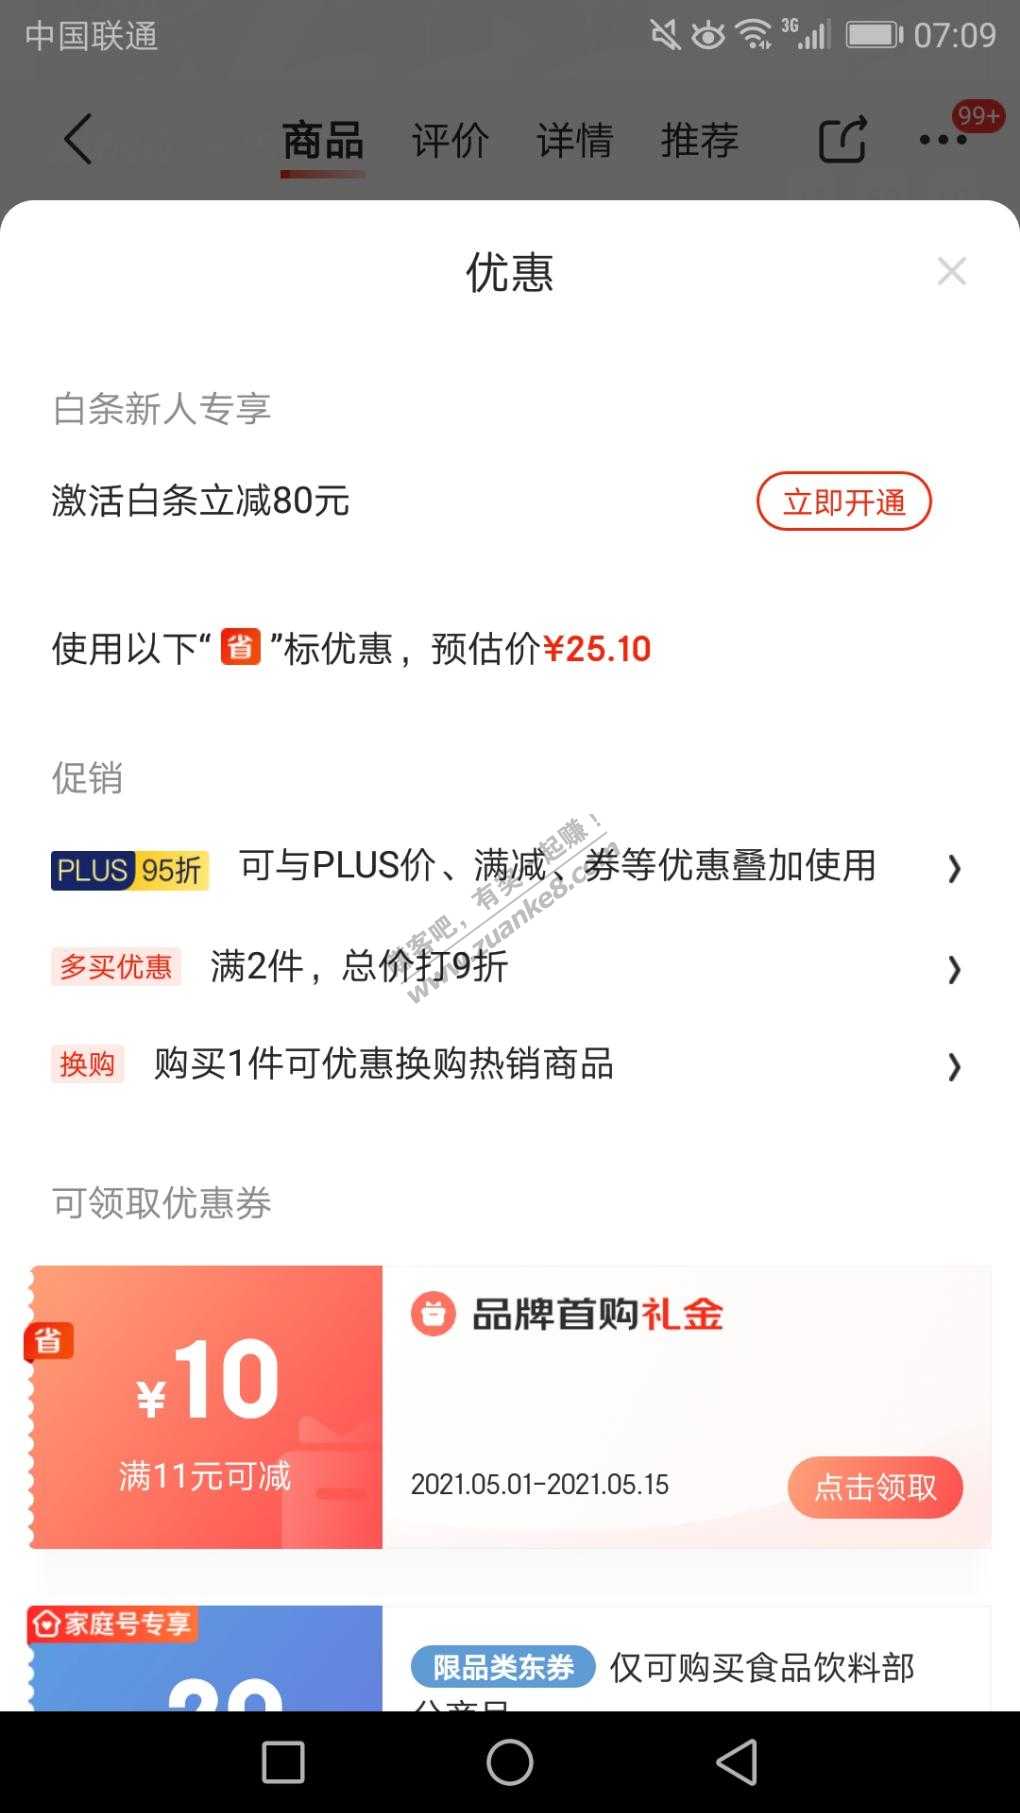 中国联通
3G
07:09
商品 评价 详情 推荐
99+
优惠
白条新人专享
激活白条立减80元
立即开通
使用以下“省”标优惠，预估价¥25.10
促销
PLUS 95折 可与PLUS价、满减、券等优惠叠加使用
多买优惠 满2件，总价打9折
换购 购买1件可优惠换购热销商品
赚客吧，有奖一起赚！
www.zuanke8.com
可领取优惠券
省
¥10
满11元可减
品牌首购礼金
2021.05.01-2021.05.15
点击领取
家庭号专享
限品类东券 仅可购买食品饮料部